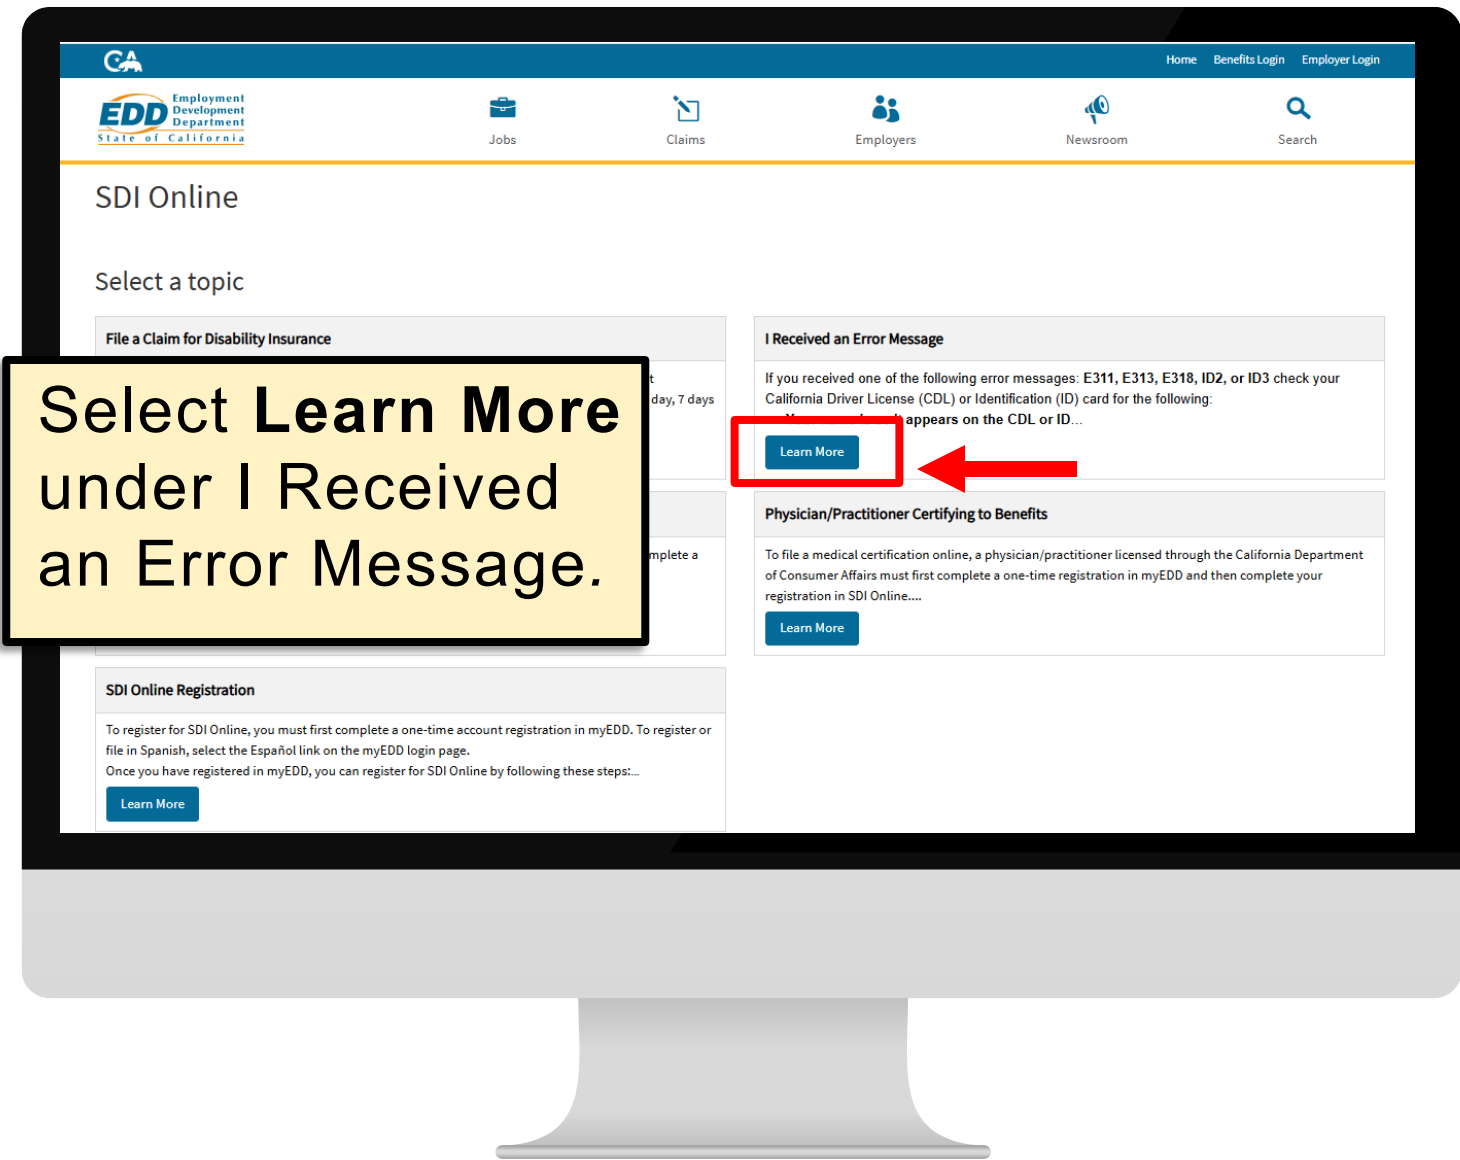 CA
Home Benefits Login Employer Login
EDD Employment
Development
Department
State of California
Jobs Claims Employers Newsroom Search
SDI Online
Select a topic
File a Claim for Disability Insurance
t
day, 7 days
Select Learn More
under I Received
an Error Message.
mplete a
I Received an Error Message
If you received one of the following error messages: E311, E313, E318, ID2, or ID3 check your
California Driver License (CDL) or Identification (ID) card for the following:
appears on the CDL or ID...
Learn More
Physician/Practitioner Certifying to Benefits
To file a medical certification online, a physician/practitioner licensed through the California Department
of Consumer Affairs must first complete a one-time registration in myEDD and then complete your
registration in SDI Online....
Learn More
SDI Online Registration
To register for SDI Online, you must first complete a one-time account registration in myEDD. To register or
file in Spanish, select the Español link on the myEDD login page.
Once you have registered in myEDD, you can register for SDI Online by following these steps:...
Learn More